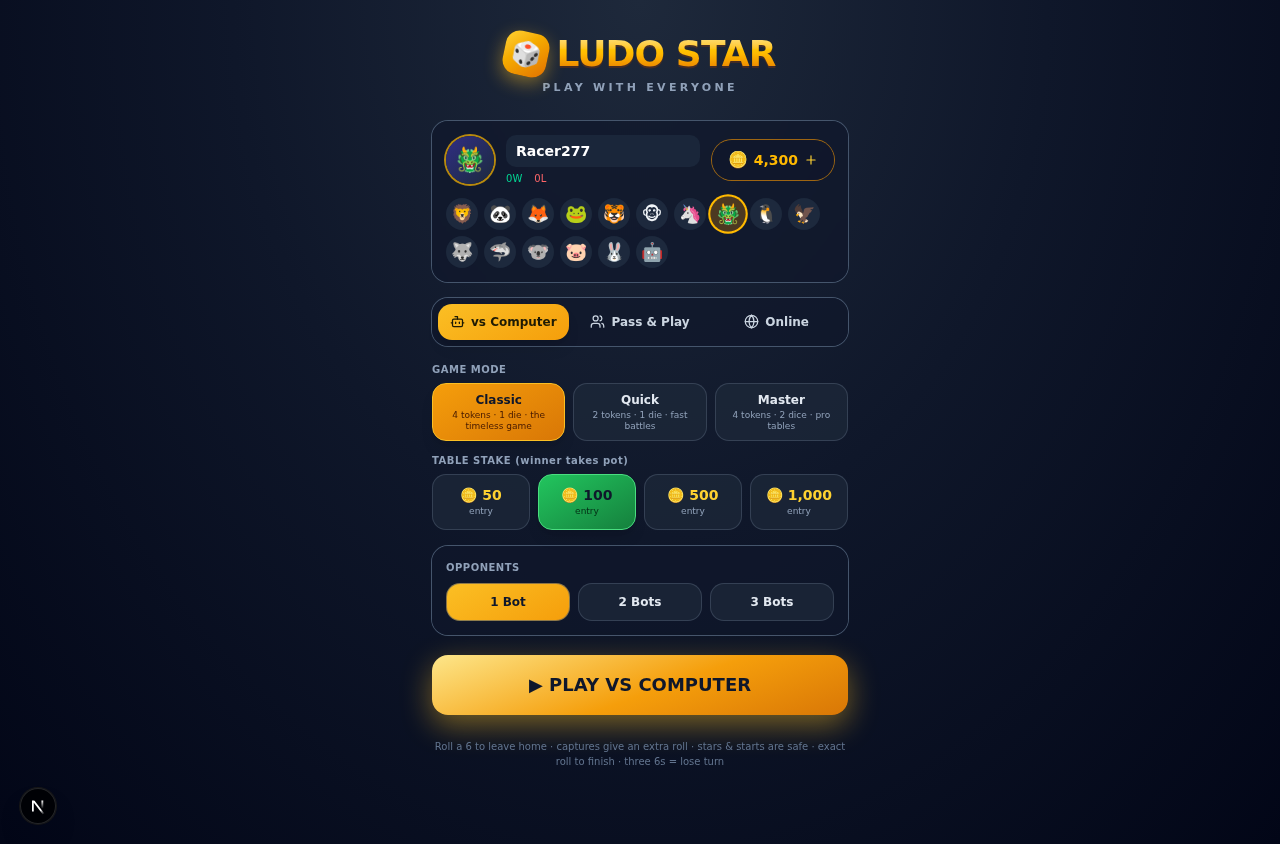 LUDO STAR
PLAY WITH EVERYONE
Racer277
4,300 +
0W 0L
vs Computer
Pass & Play
Online
GAME MODE
Classic
4 tokens · 1 die · the
timeless game
Quick
2 tokens · 1 die · fast
battles
Master
4 tokens · 2 dice · pro
tables
TABLE STAKE (winner takes pot)
50
entry
100
entry
500
entry
1,000
entry
OPPONENTS
1 Bot
2 Bots
3 Bots
▶ PLAY VS COMPUTER
Roll a 6 to leave home · captures give an extra roll · stars & starts are safe · exact
roll to finish · three 6s = lose turn
N